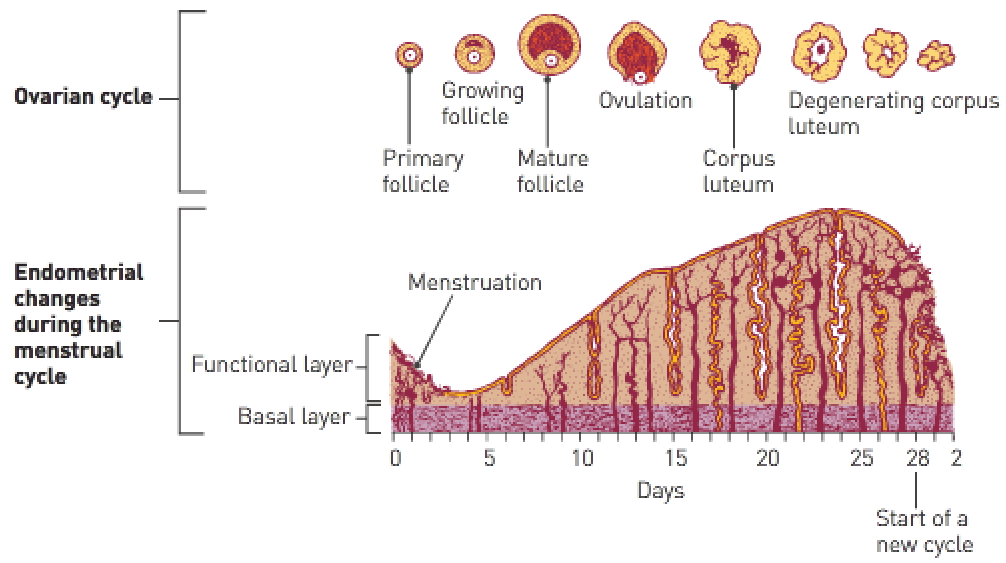 Ovarian cycle
Growing
follicle
Ovulation
Degenerating corpus
luteum
Primary
follicle
Mature
follicle
Corpus
luteum
Endometrial
changes
during the
menstrual
cycle
Menstruation
Functional layer
Basal layer
0 5 10 15 20 25 28 2
Days
Start of a
new cycle